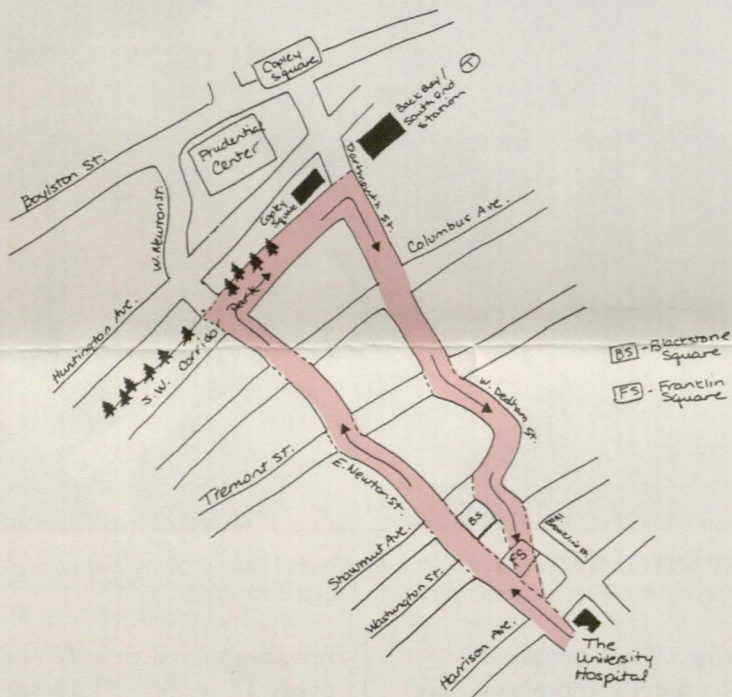 Copley
Square
T
Back Bay/
South End
Station
Prudential
Center
Boylston St.
W. Newton St.
Dartmouth St.
Copley
Columbus Ave.
Huntington Ave.
S.W. Corridor Park
BS - Blackstone
Square
FS - Franklin
Square
W. Dedham St.
Tremont St.
E. Newton St.
BS
Shawmut Ave.
FS
Washington St.
Harrison Ave.
The
University
Hospital